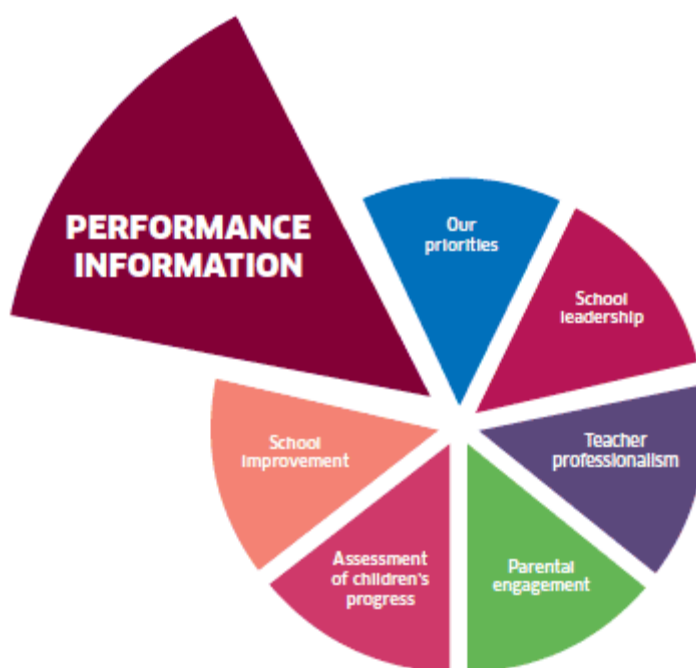 PERFORMANCE
INFORMATION
Our
priorities
School
leadership
Teacher
professionalism
Parental
engagement
Assessment
of children's
progress
School
improvement